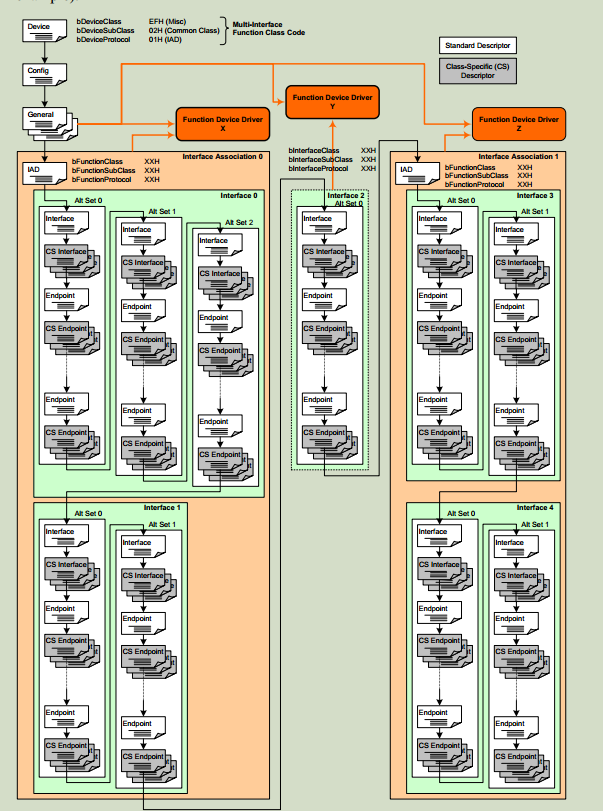 Device
bDeviceClass EFH (Misc)
bDeviceSubClass 02H (Common Class)
bDeviceProtocol 01H (IAD)
Multi-Interface
Function Class Code
Standard Descriptor
Class-Specific (CS)
Descriptor
Config
General
Function Device Driver
X
Function Device Driver
Y
Function Device Driver
Z
Interface Association 0
IAD
bFunctionClass XXH
bFunctionSubClass XXH
bFunctionProtocol XXH
Interface 0
Alt Set 0
Interface
CS Interface
Endpoint
CS Endpoint
Endpoint
CS Endpoint
Alt Set 1
Interface
CS Interface
Endpoint
CS Endpoint
Endpoint
CS Endpoint
Alt Set 2
Interface
CS Interface
Endpoint
CS Endpoint
Endpoint
CS Endpoint
Interface 1
Alt Set 0
Interface
CS Interface
Endpoint
CS Endpoint
Endpoint
CS Endpoint
Alt Set 1
Interface
CS Interface
Endpoint
CS Endpoint
Endpoint
CS Endpoint
bInterfaceClass XXH
bInterfaceSubClass XXH
bInterfaceProtocol XXH
Interface 2
Alt Set 0
Interface
CS Interface
Endpoint
CS Endpoint
Endpoint
CS Endpoint
Interface Association 1
IAD
bFunctionClass XXH
bFunctionSubClass XXH
bFunctionProtocol XXH
Interface 3
Alt Set 0
Interface
CS Interface
Endpoint
CS Endpoint
Endpoint
CS Endpoint
Alt Set 1
Interface
CS Interface
Endpoint
CS Endpoint
Endpoint
CS Endpoint
Interface 4
Alt Set 0
Interface
CS Interface
Endpoint
CS Endpoint
Endpoint
CS Endpoint
Alt Set 1
Interface
CS Interface
Endpoint
CS Endpoint
Endpoint
CS Endpoint